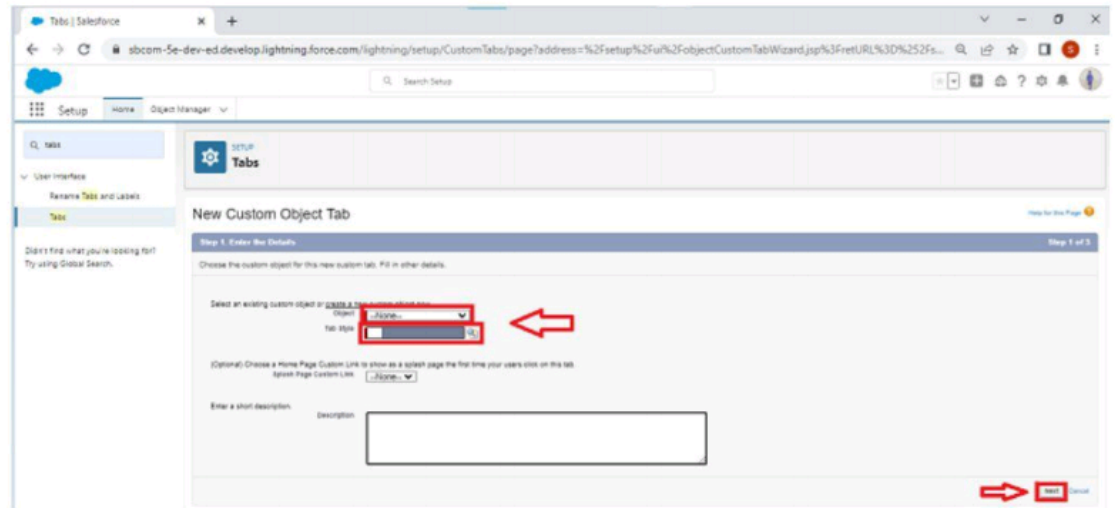 Tabs | Salesforce
sbcom-5e-dev-ed.develop.lightning.force.com/lightning/setup/CustomTabs/page?address=%2Fsetup%2Fui%2FobjectCustomTabWizard.jsp%3FretURL%3D%252Fs...
S
Search Setup
Setup Home Object Manager
tabs
SETUP
Tabs
User Interface
Rename Tabs and Labels
Tabs
Didn't find what you're looking for?
Try using Global Search.
New Custom Object Tab
Help for this Page
Step 1. Enter the Details
Step 1 of 3
Choose the custom object for this new custom tab. Fill in other details.
Select an existing custom object or create a new custom object now.
Object --None--
Tab Style
(Optional) Choose a Home Page Custom Link to show as a splash page the first time your users click on this tab.
Splash Page Custom Link --None--
Enter a short description.
Description
Next Cancel